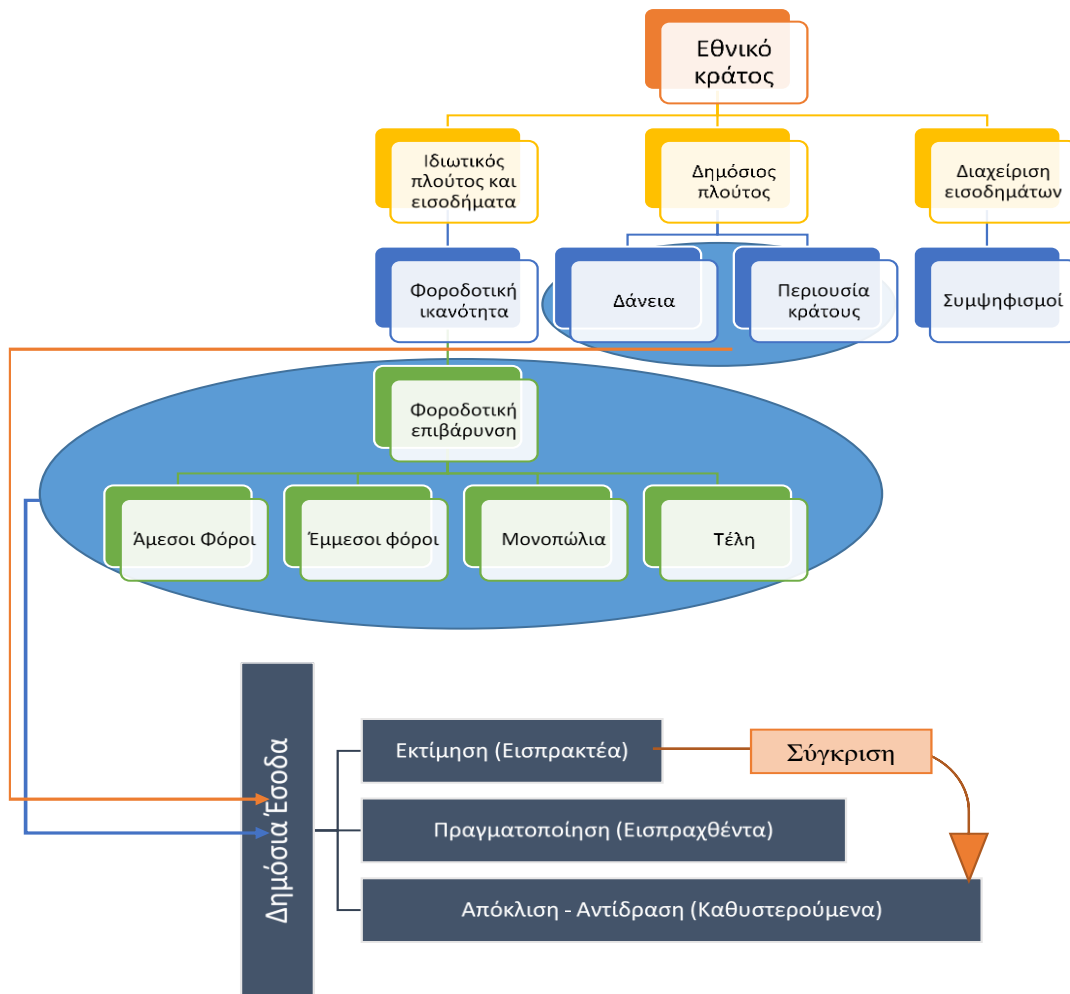 Εθνικό
κράτος
Ιδιωτικός
πλούτος και
εισοδήματα
Δημόσιος
πλούτος
Διαχείριση
εισοδημάτων
Φοροδοτική
ικανότητα
Δάνεια
Περιουσία
κράτους
Συμψηφισμοί
Φοροδοτική
επιβάρυνση
Άμεσοι Φόροι
Έμμεσοι φόροι
Μονοπώλια
Τέλη
Δημόσια Έσοδα
Εκτίμηση (Εισπρακτέα)
Σύγκριση
Πραγματοποίηση (Εισπραχθέντα)
Απόκλιση - Αντίδραση (Καθυστερούμενα)